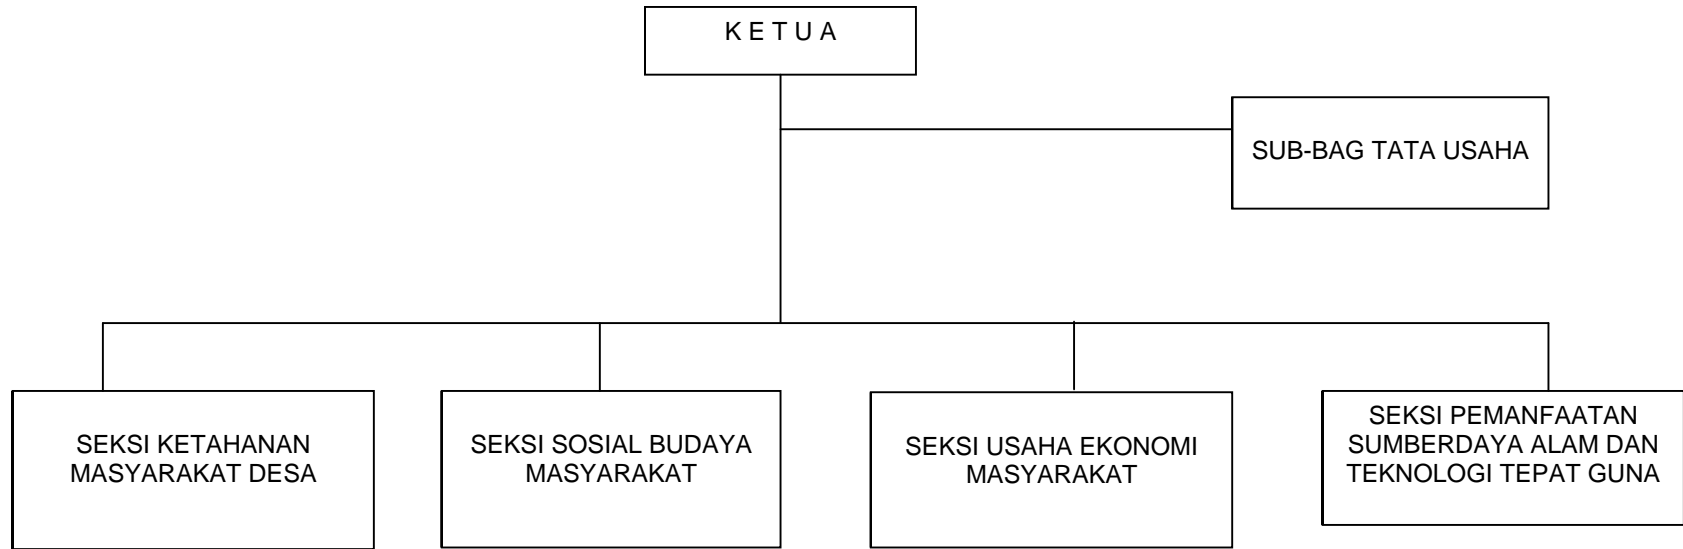 K E T U A
SUB-BAG TATA USAHA
SEKSI KETAHANAN
MASYARAKAT DESA
SEKSI SOSIAL BUDAYA
MASYARAKAT
SEKSI USAHA EKONOMI
MASYARAKAT
SEKSI PEMANFAATAN
SUMBERDAYA ALAM DAN
TEKNOLOGI TEPAT GUNA